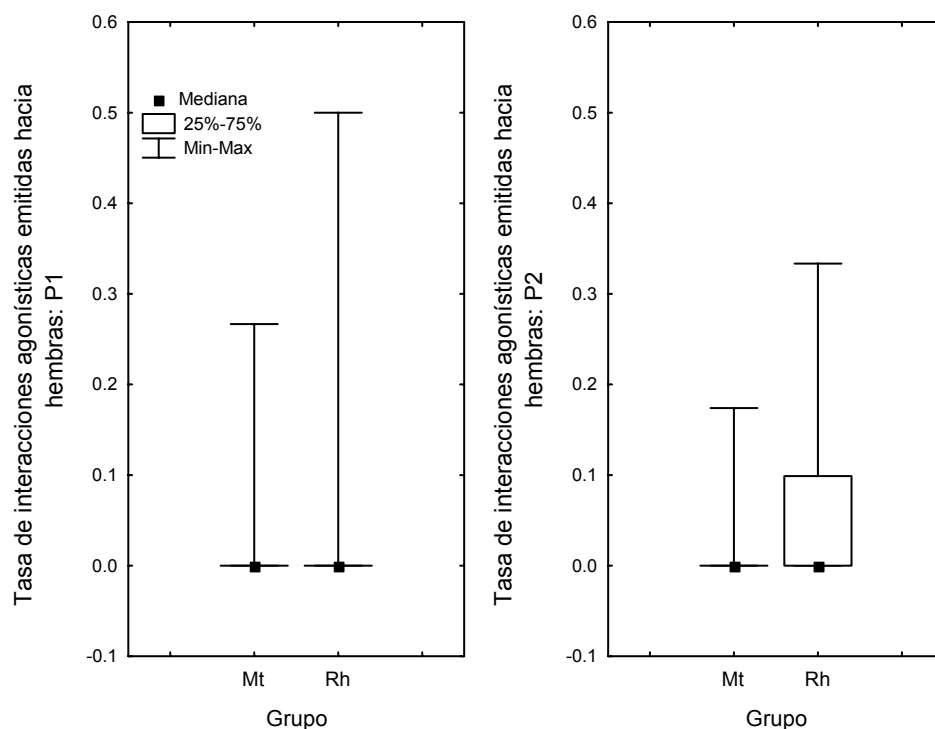 Tasa de interacciones agonísticas emitidas hacia
hembras: P1
0.6
0.5
0.4
0.3
0.2
0.1
0.0
-0.1
Mediana
25%-75%
Min-Max
Mt Rh
Grupo
Tasa de interacciones agonísticas emitidas hacia
hembras: P2
0.6
0.5
0.4
0.3
0.2
0.1
0.0
-0.1
Mt Rh
Grupo